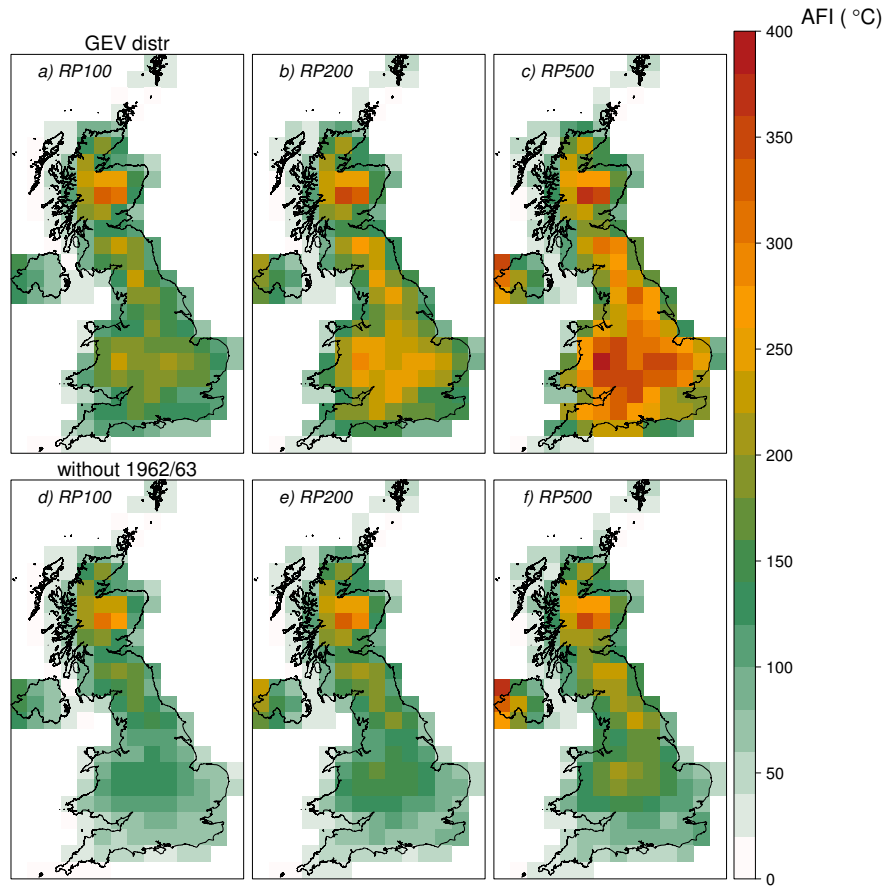 AFI ( °C)
GEV distr
a) RP100
b) RP200
c) RP500
without 1962/63
d) RP100
e) RP200
f) RP500
400
350
300
250
200
150
100
50
0